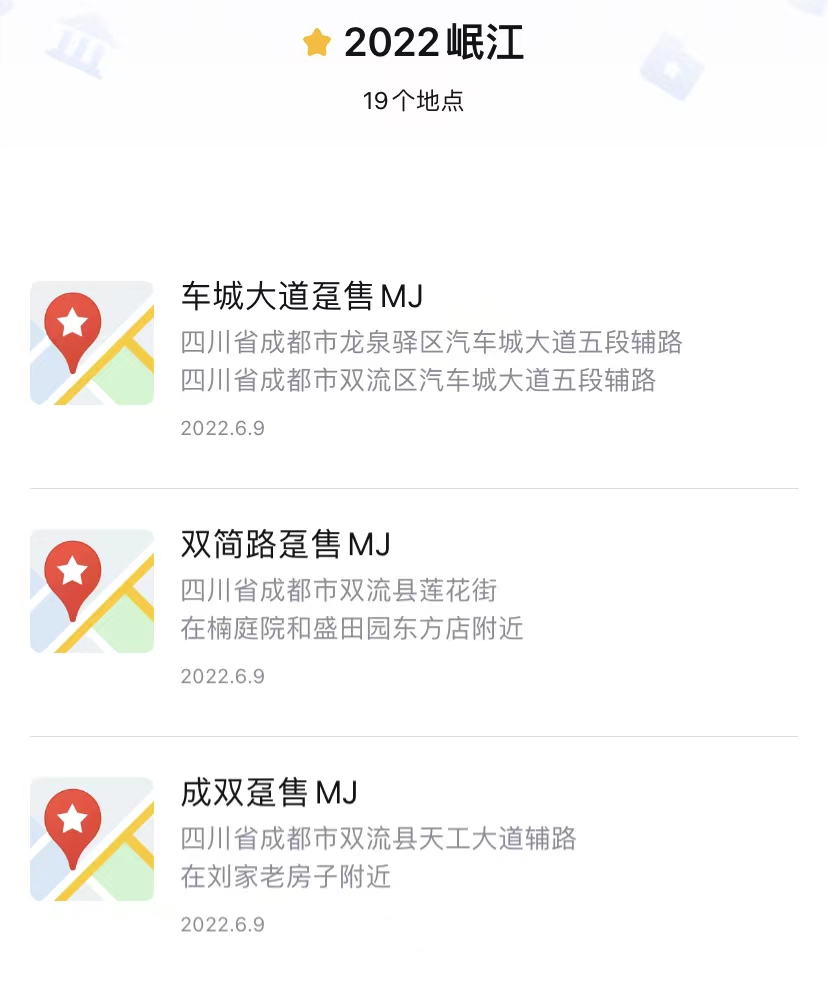 2022岷江
19个地点
车城大道趸售MJ
四川省成都市龙泉驿区汽车城大道五段辅路
四川省成都市双流区汽车城大道五段辅路
2022.6.9
双简路趸售MJ
四川省成都市双流县莲花街
在楠庭院和盛田园东方店附近
2022.6.9
成双趸售MJ
四川省成都市双流县天工大道辅路
在刘家老房子附近
2022.6.9